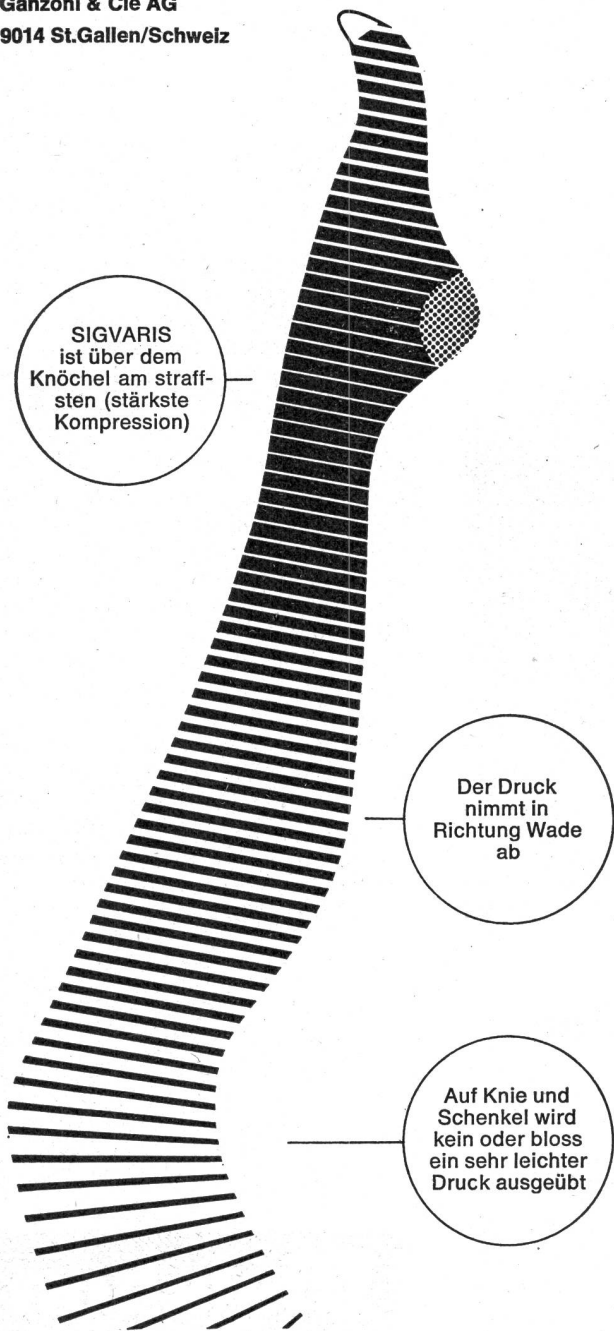 Ganzoni & Cie AG
9014 St.Gallen/Schweiz
SIGVARIS
ist über dem
Knöchel am straff-
sten (stärkste
Kompression)
Der Druck
nimmt in
Richtung Wade
ab
Auf Knie und
Schenkel wird
kein oder bloss
ein sehr leichter
Druck ausgeübt